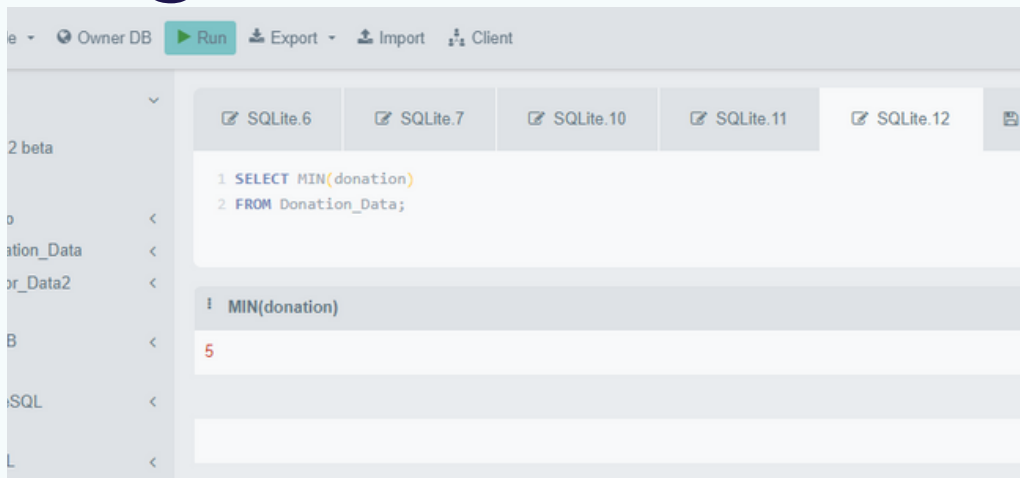 Owner DB Run Export Import Client
SQLite.6 SQLite.7 SQLite.10 SQLite.11 SQLite.12
2 beta
1 SELECT MIN(donation)
2 FROM Donation_Data;
ation_Data
or_Data2
MIN(donation)
B
5
SQL
L